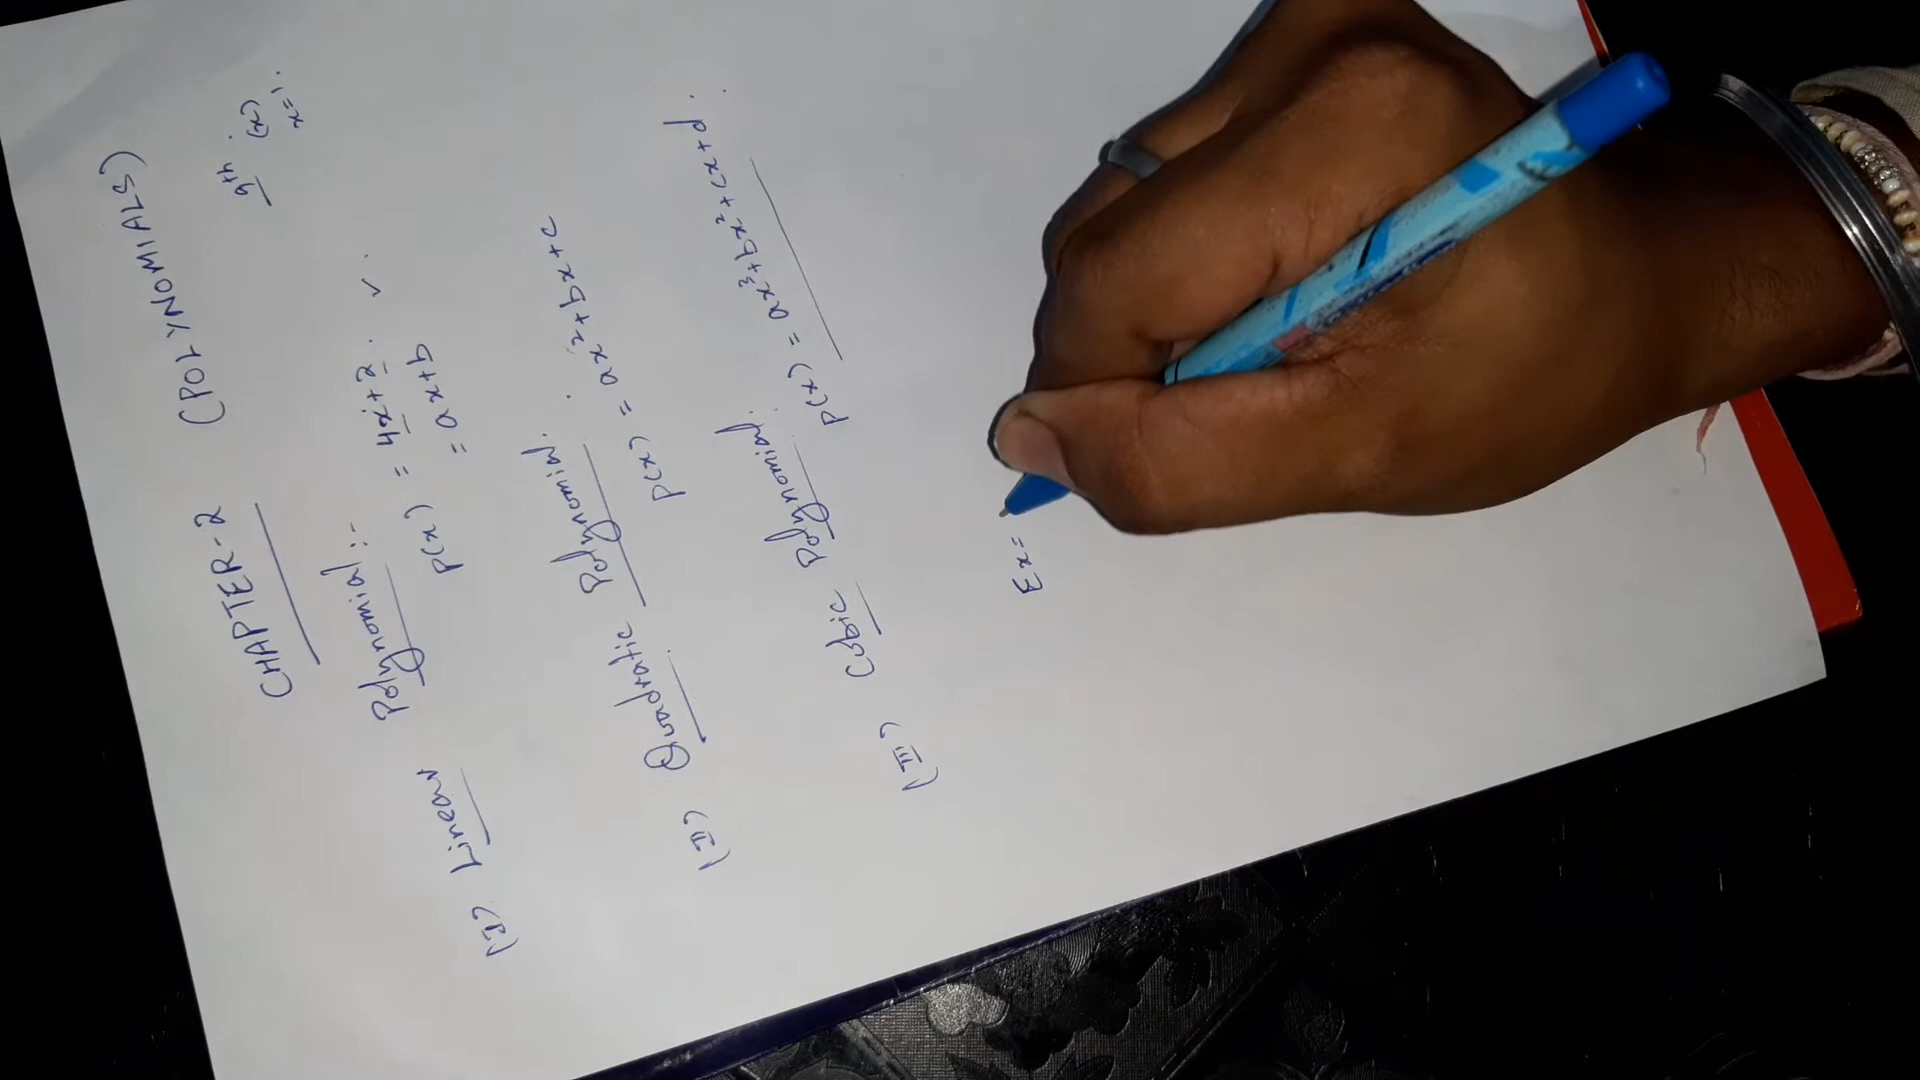 CHAPTER-2 (POLYNOMIALS)
9th (x)
x=1.
(I) Linear Polynomial :- P(x) = 4x+2.
= ax+b
(II) Quadratic Polynomial.
P(x) = ax²+bx+c
(III) Cubic Polynomial.
P(x) = ax³+bx²+cx+d.
Ex=